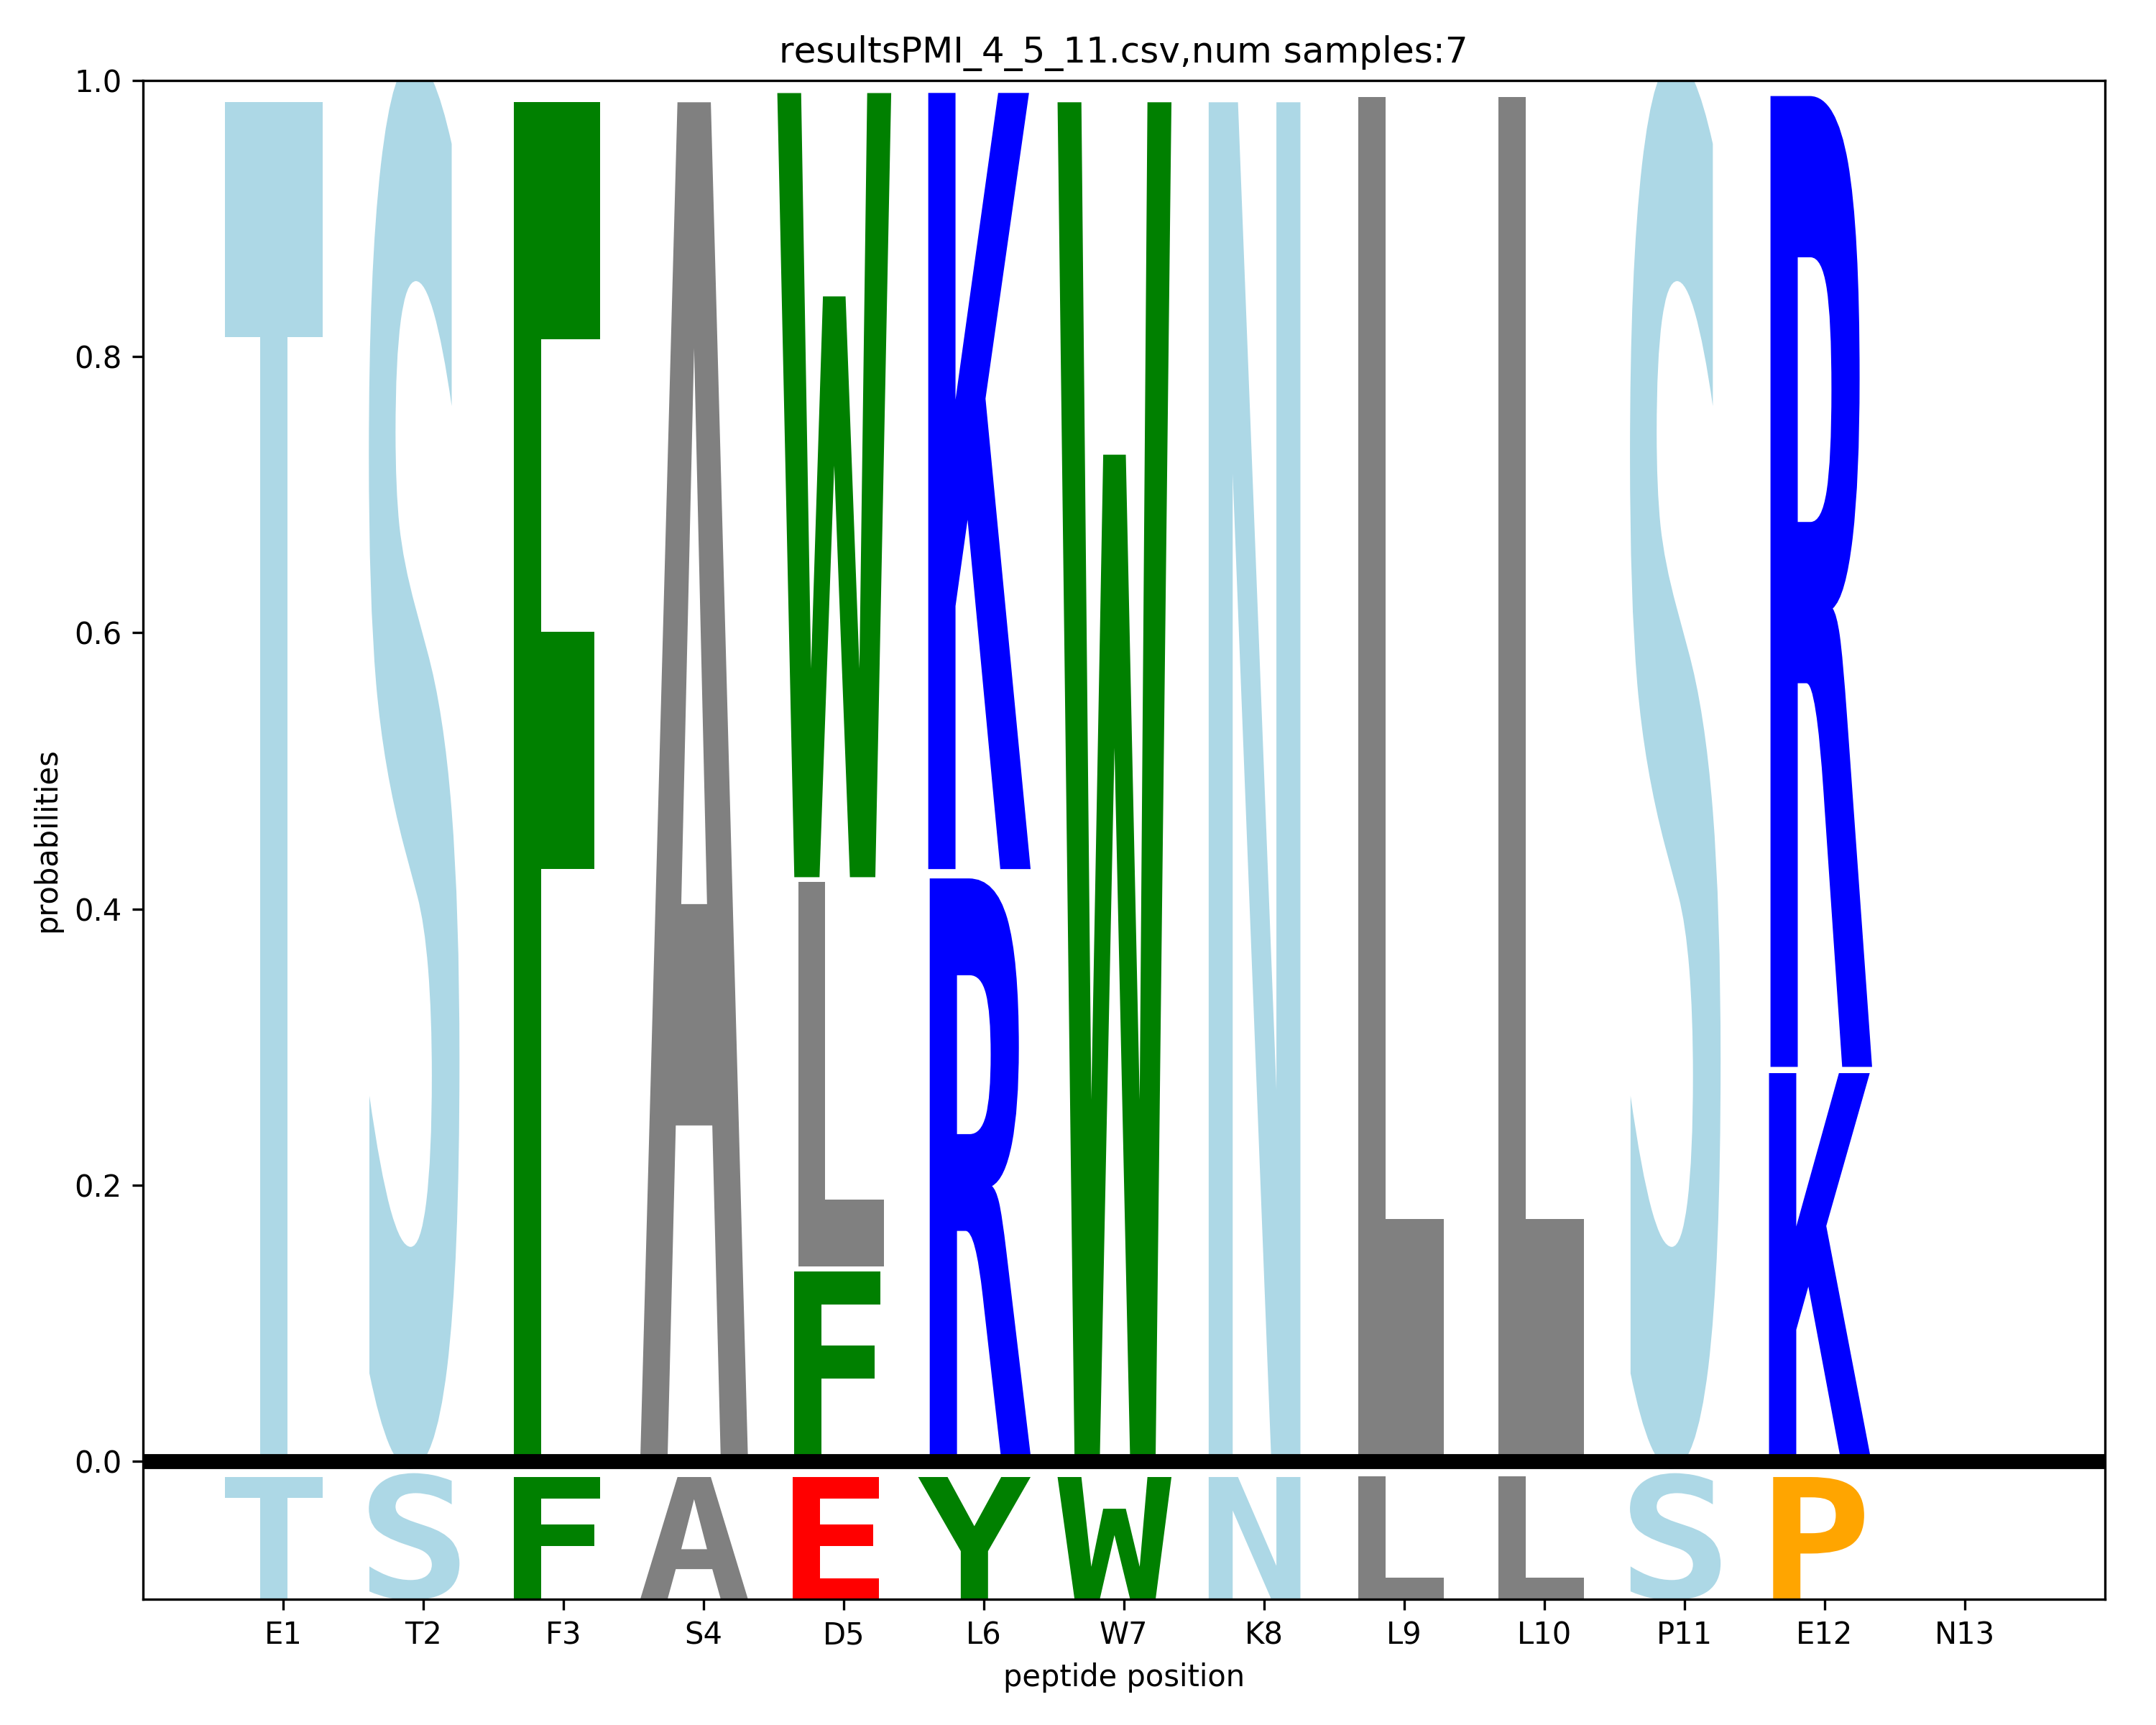 resultsPMI_4_5_11.csv,num samples:7
1.0
0.8
0.6
0.4
0.2
0.0
probabilities
T S F A W K W N L L S R
L R K
F
T S F A E Y W N L L S P
E1 T2 F3 S4 D5 L6 W7 K8 L9 L10 P11 E12 N13
peptide position